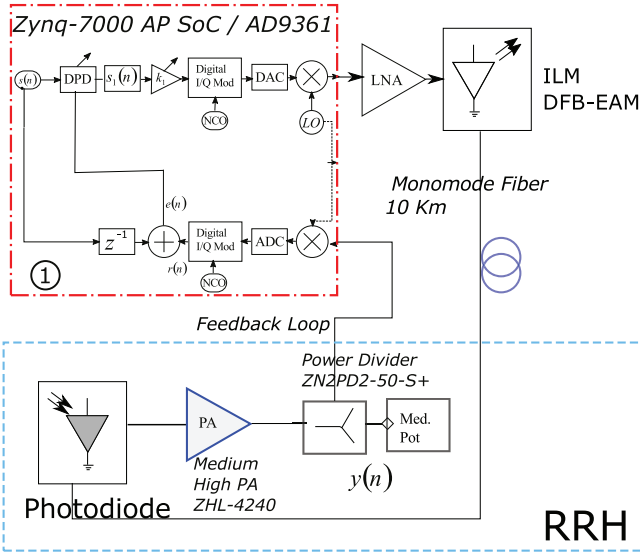 Zynq-7000 AP SoC / AD9361
s(n)
DPD
s₁(n)
k₁
Digital
I/Q Mod
DAC
NCO
LO
LNA
ILM
DFB-EAM
Monomode Fiber
10 Km
e(n)
z⁻¹
r(n)
Digital
I/Q Mod
ADC
NCO
1
Feedback Loop
Power Divider
ZN2PD2-50-S+
PA
Med.
Pot
Medium
High PA
ZHL-4240
y(n)
Photodiode
RRH